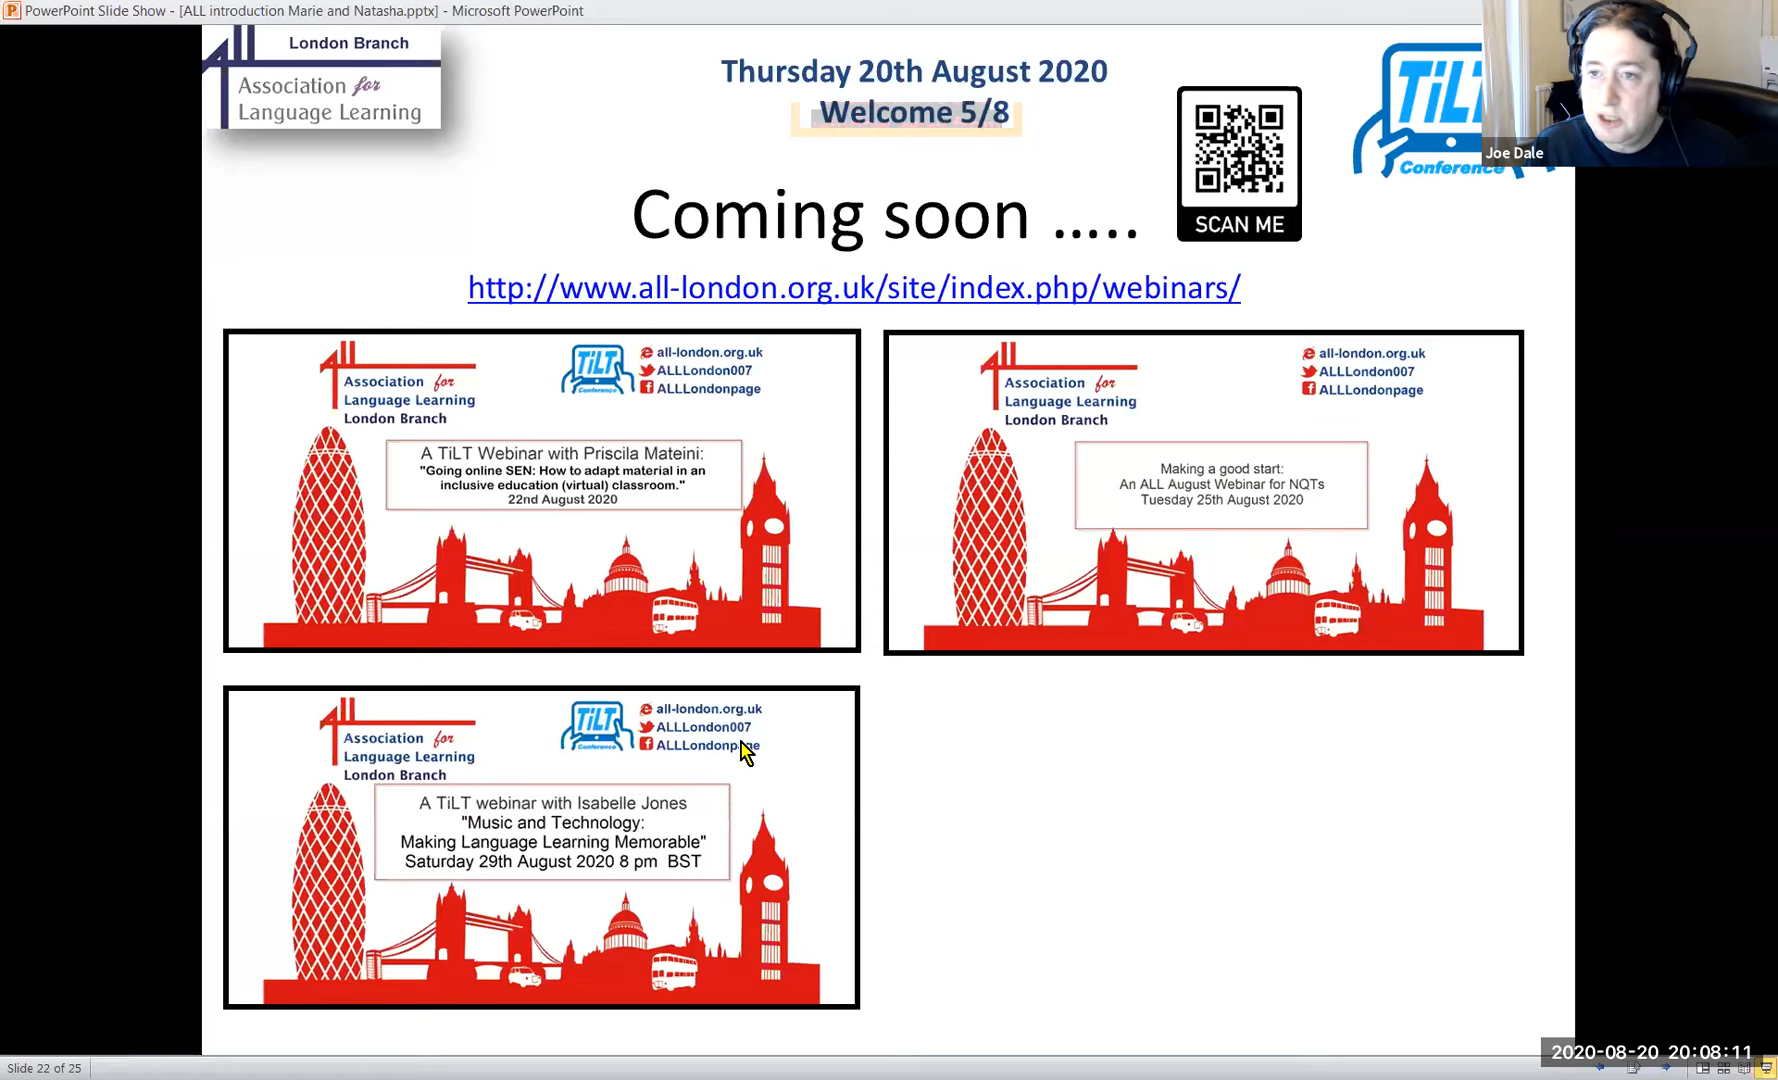 PowerPoint Slide Show - [ALL introduction Marie and Natasha.pptx] - Microsoft PowerPoint
London Branch
Association for
Language Learning
Thursday 20th August 2020
Welcome 5/8
SCAN ME
TiLT
Conference
Joe Dale
Coming soon .....
http://www.all-london.org.uk/site/index.php/webinars/
Association for
Language Learning
London Branch
TiLT
Conference
all-london.org.uk
ALLLondon007
ALLLondonpage
A TiLT Webinar with Priscila Mateini:
"Going online SEN: How to adapt material in an
inclusive education (virtual) classroom."
22nd August 2020
Association for
Language Learning
London Branch
all-london.org.uk
ALLLondon007
ALLLondonpage
Making a good start:
An ALL August Webinar for NQTs
Tuesday 25th August 2020
Association for
Language Learning
London Branch
TiLT
Conference
all-london.org.uk
ALLLondon007
ALLLondonpage
A TiLT webinar with Isabelle Jones
"Music and Technology:
Making Language Learning Memorable"
Saturday 29th August 2020 8 pm BST
2020-08-20 20:08:11
Slide 22 of 25